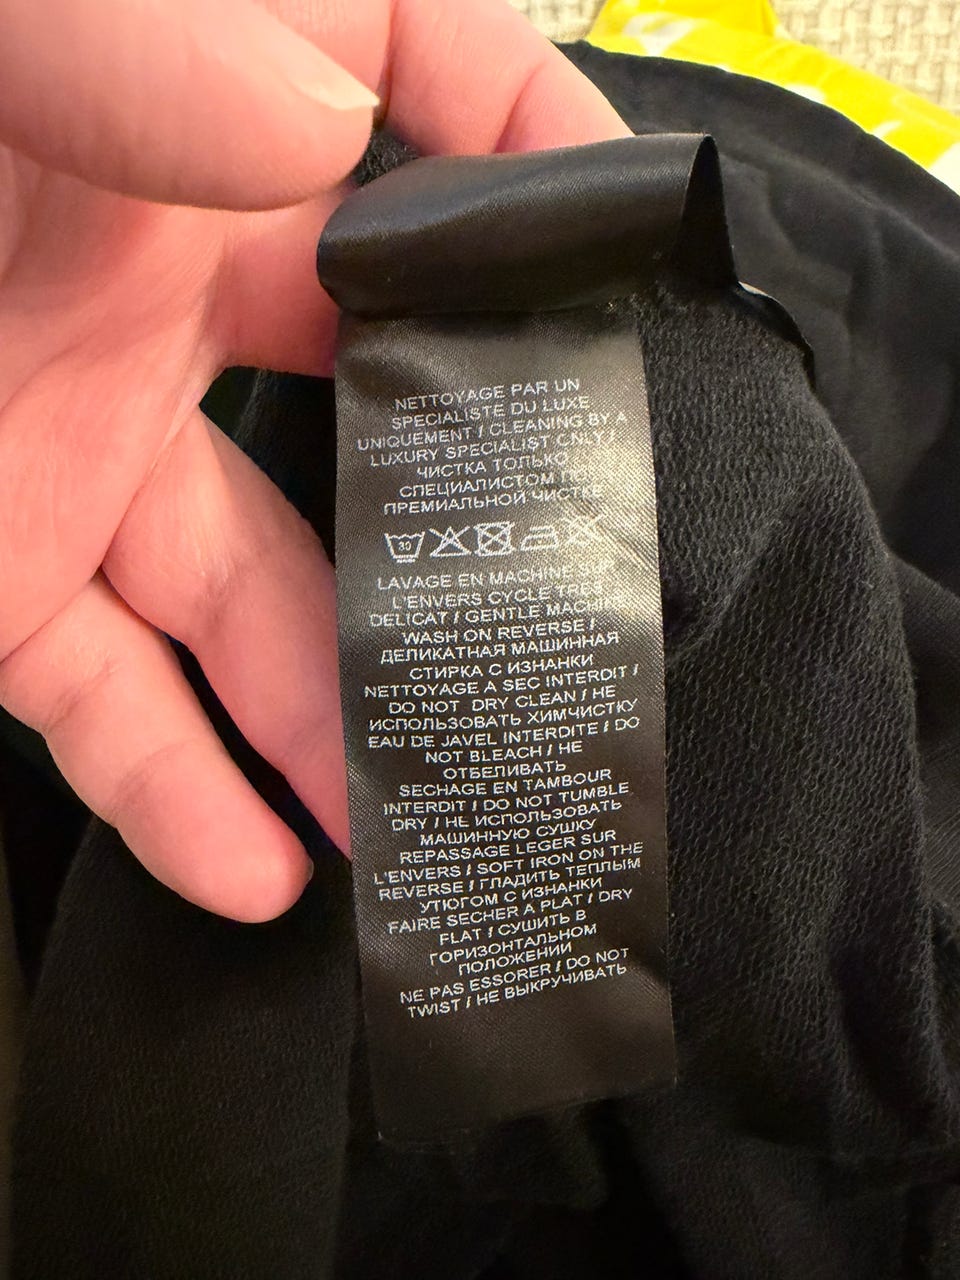 NETTOYAGE PAR UN
SPECIALISTE DU LUXE
UNIQUEMENT / CLEANING BY A
LUXURY SPECIALIST ONLY /
ЧИСТКА ТОЛЬКО
СПЕЦИАЛИСТОМ
ПРЕМИАЛЬНОЙ ЧИСТКЕ
30
LAVAGE EN MACHINE
L'ENVERS CYCLE TRES
DELICAT / GENTLE MACHINE
WASH ON REVERSE /
ДЕЛИКАТНАЯ МАШИННАЯ
СТИРКА С ИЗНАНКИ
NETTOYAGE A SEC INTERDIT /
DO NOT DRY CLEAN / НЕ
ИСПОЛЬЗОВАТЬ ХИМЧИСТКУ
EAU DE JAVEL INTERDITE / DO
NOT BLEACH / НЕ
ОТБЕЛИВАТЬ
SECHAGE EN TAMBOUR
INTERDIT / DO NOT TUMBLE
DRY / НЕ ИСПОЛЬЗОВАТЬ
МАШИННУЮ СУШКУ
REPASSAGE LEGER SUR
L'ENVERS / SOFT IRON ON THE
REVERSE / ГЛАДИТЬ ТЕПЛЫМ
УТЮГОМ С ИЗНАНКИ
FAIRE SECHER A PLAT / DRY
FLAT / СУШИТЬ В
ГОРИЗОНТАЛЬНОМ
ПОЛОЖЕНИИ
NE PAS ESSORER / DO NOT
TWIST / НЕ ВЫКРУЧИВАТЬ